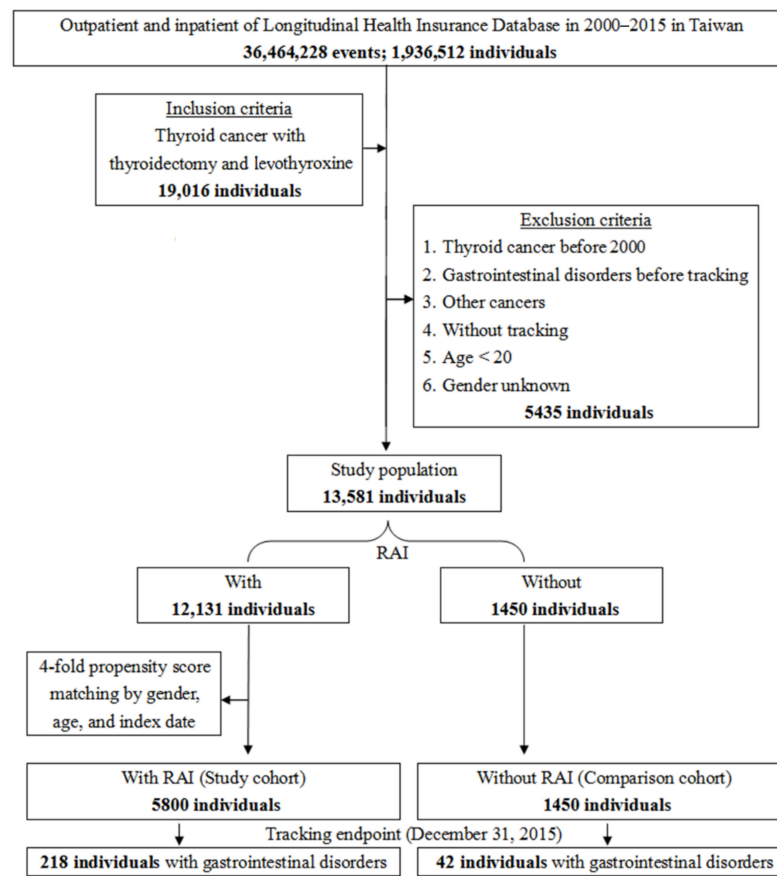 Outpatient and inpatient of Longitudinal Health Insurance Database in 2000–2015 in Taiwan
36,464,228 events; 1,936,512 individuals
Inclusion criteria
Thyroid cancer with
thyroidectomy and levothyroxine
19,016 individuals
Exclusion criteria
1. Thyroid cancer before 2000
2. Gastrointestinal disorders before tracking
3. Other cancers
4. Without tracking
5. Age < 20
6. Gender unknown
5435 individuals
Study population
13,581 individuals
RAI
With
12,131 individuals
Without
1450 individuals
4-fold propensity score
matching by gender,
age, and index date
With RAI (Study cohort)
5800 individuals
Without RAI (Comparison cohort)
1450 individuals
Tracking endpoint (December 31, 2015)
218 individuals with gastrointestinal disorders
42 individuals with gastrointestinal disorders